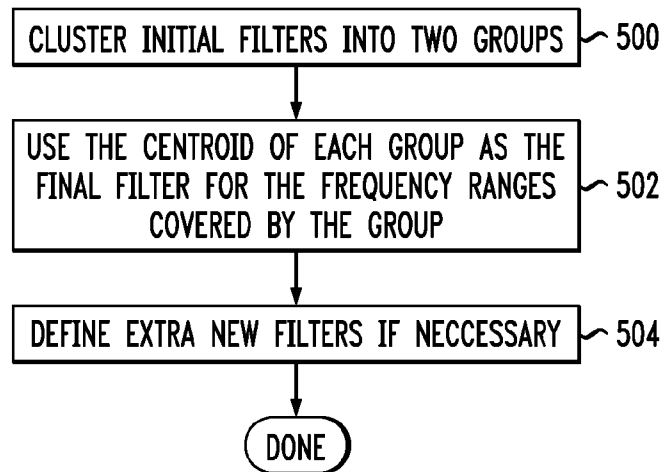 CLUSTER INITIAL FILTERS INTO TWO GROUPS
500
USE THE CENTROID OF EACH GROUP AS THE
FINAL FILTER FOR THE FREQUENCY RANGES
COVERED BY THE GROUP
502
DEFINE EXTRA NEW FILTERS IF NECCESSARY
504
DONE